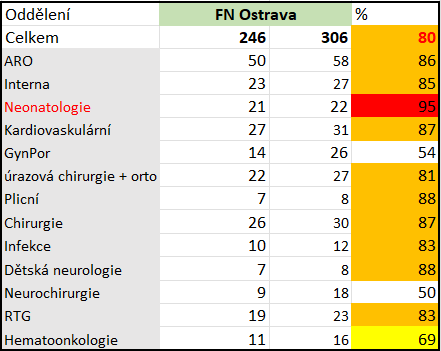 Oddělení FN Ostrava %
Celkem 246 306 80
ARO 50 58 86
Interna 23 27 85
Neonatologie 21 22 95
Kardiovaskulární 27 31 87
GynPor 14 26 54
úrazová chirurgie + orto 22 27 81
Plicní 7 8 88
Chirurgie 26 30 87
Infekce 10 12 83
Dětská neurologie 7 8 88
Neurochirurgie 9 18 50
RTG 19 23 83
Hematoonkologie 11 16 69